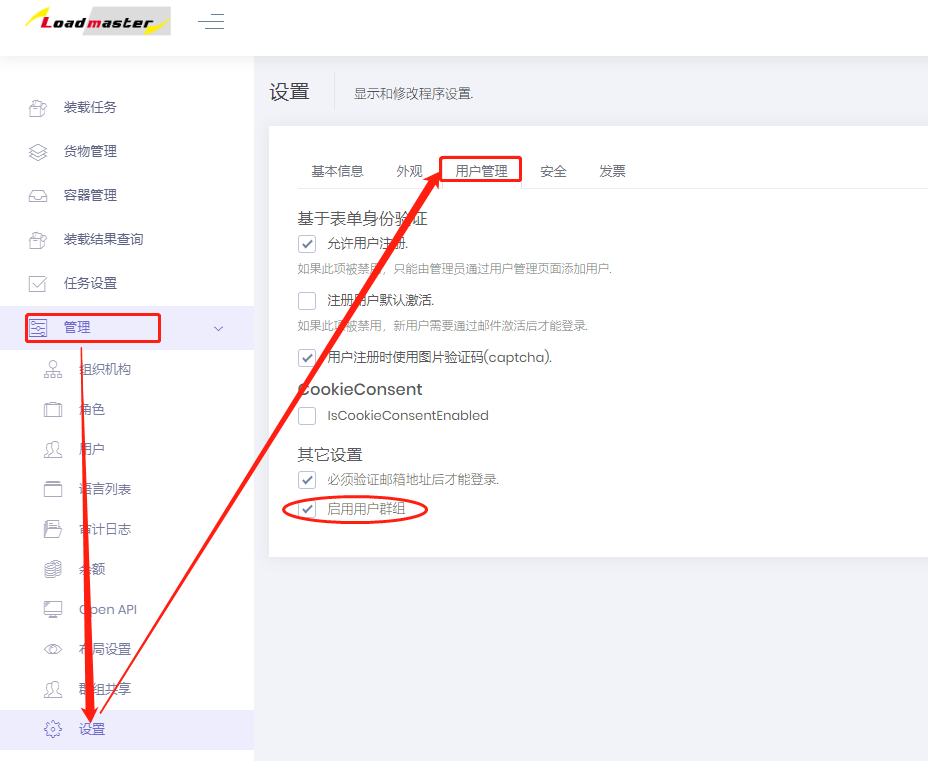 Loadmaster
设置
显示和修改程序设置.
装载任务
货物管理
容器管理
装载结果查询
任务设置
管理
组织机构
角色
用户
语言列表
审计日志
余额
Open API
布局设置
群组共享
设置
基本信息
外观
用户管理
安全
发票
基于表单身份验证
允许用户注册.
如果此项被禁用，只能由管理员通过用户管理页面添加用户.
注册用户默认激活.
如果此项被禁用，新用户需要通过邮件激活后才能登录.
用户注册时使用图片验证码(captcha).
CookieConsent
IsCookieConsentEnabled
其它设置
必须验证邮箱地址后才能登录.
启用用户群组